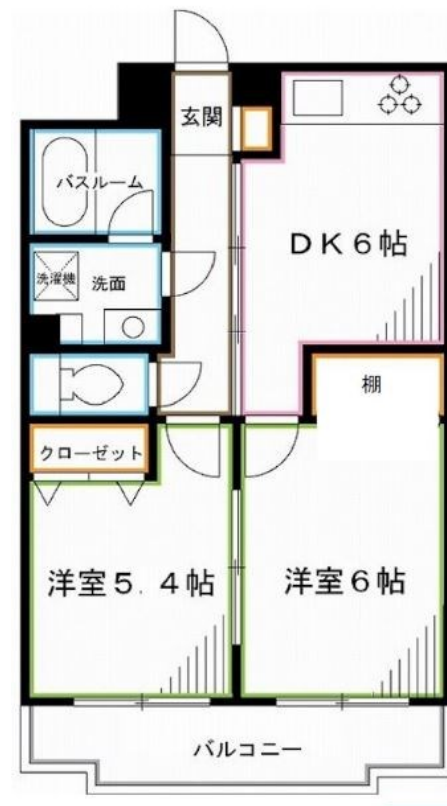 玄関
バスルーム
DK6帖
洗濯機
洗面
棚
クローゼット
洋室5.4帖
洋室6帖
バルコニー